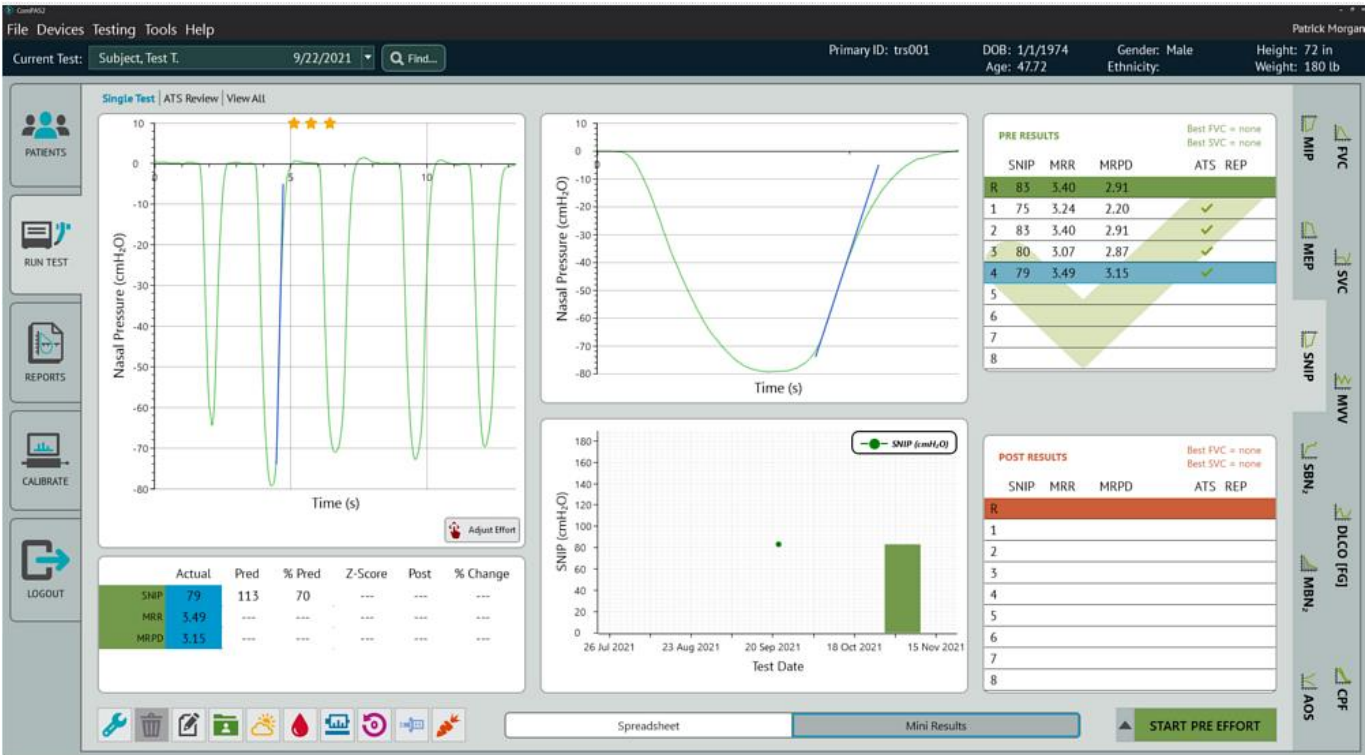 ComPAS2
File Devices Testing Tools Help
Patrick Morgan
Current Test: Subject, Test T. 9/22/2021 Find...
Primary ID: trs001
DOB: 1/1/1974 Gender: Male Height: 72 in
Age: 47.72 Ethnicity: Weight: 180 lb
PATIENTS
RUN TEST
REPORTS
CALIBRATE
LOGOUT
Single Test | ATS Review | View All
10
0
-10
-20
-30
-40
-50
-60
-70
-80
0 5 10
Nasal Pressure (cmH₂O)
Time (s)
Adjust Effort
Actual Pred % Pred Z-Score Post % Change
SNIP 79 113 70 --- --- ---
MRR 3.49 --- --- --- --- ---
MRPD 3.15 --- --- --- --- ---
10
0
-10
-20
-30
-40
-50
-60
-70
-80
0
Nasal Pressure (cmH₂O)
Time (s)
SNIP (cmH₂O)
180
160
140
120
100
80
60
40
20
0
SNIP (cmH₂O)
26 Jul 2021 23 Aug 2021 20 Sep 2021 18 Oct 2021 15 Nov 2021
Test Date
PRE RESULTS
Best FVC = none
Best SVC = none
SNIP MRR MRPD ATS REP
R 83 3.40 2.91
1 75 3.24 2.20 ✓
2 83 3.40 2.91 ✓
3 80 3.07 2.87 ✓
4 79 3.49 3.15 ✓
5
6
7
8
POST RESULTS
Best FVC = none
Best SVC = none
SNIP MRR MRPD ATS REP
R
1
2
3
4
5
6
7
8
MIP
MEP
SNIP
SBN₂
MBN₂
AOS
FVC
SVC
MVV
DLCO [FG]
CPF
Spreadsheet
Mini Results
START PRE EFFORT